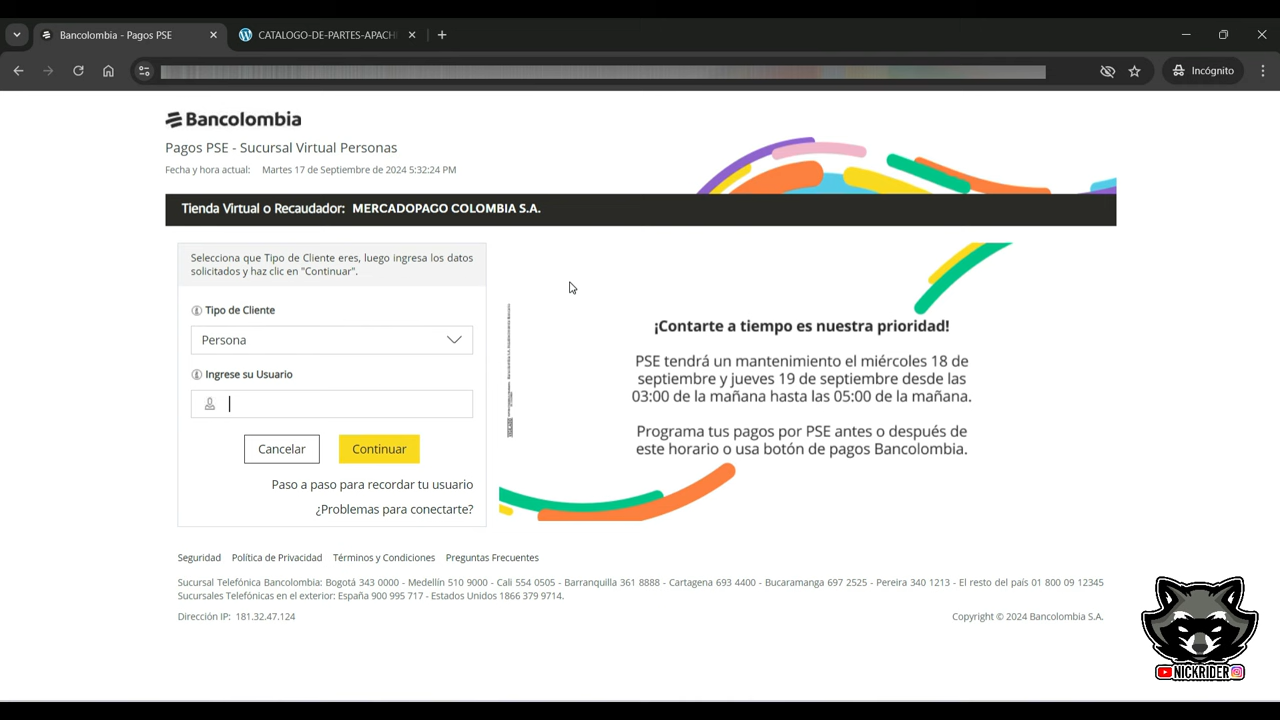 Bancolombia - Pagos PSE
CATALOGO-DE-PARTES-APACH
Incógnito
Bancolombia
Pagos PSE - Sucursal Virtual Personas
Fecha y hora actual: Martes 17 de Septiembre de 2024 5:32:24 PM
Tienda Virtual o Recaudador: MERCADOPAGO COLOMBIA S.A.
Selecciona que Tipo de Cliente eres, luego ingresa los datos
solicitados y haz clic en "Continuar".
Tipo de Cliente
Persona
Ingrese su Usuario
Cancelar
Continuar
Paso a paso para recordar tu usuario
¿Problemas para conectarte?
¡Contarte a tiempo es nuestra prioridad!
PSE tendrá un mantenimiento el miércoles 18 de
septiembre y jueves 19 de septiembre desde las
03:00 de la mañana hasta las 05:00 de la mañana.
Programa tus pagos por PSE antes o después de
este horario o usa botón de pagos Bancolombia.
Seguridad Política de Privacidad Términos y Condiciones Preguntas Frecuentes
Sucursal Telefónica Bancolombia: Bogotá 343 0000 - Medellín 510 9000 - Cali 554 0505 - Barranquilla 361 8888 - Cartagena 693 4400 - Bucaramanga 697 2525 - Pereira 340 1213 - El resto del país 01 800 09 12345
Sucursales Telefónicas en el exterior: España 900 995 717 - Estados Unidos 1866 379 9714.
Dirección IP: 181.32.47.124
Copyright © 2024 Bancolombia S.A.
NICKRIDER